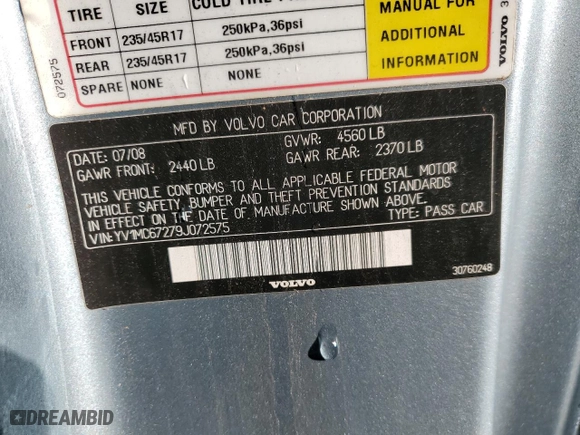 TIRE SIZE COLD TIRE
FRONT 235/45R17 250kPa,36psi
REAR 235/45R17 250kPa,36psi
SPARE NONE NONE
MANUAL FOR
ADDITIONAL
INFORMATION
072575
VOLVO 3
MFD BY VOLVO CAR CORPORATION
DATE: 07/08 GVWR: 4560 LB
GAWR FRONT: 2440 LB GAWR REAR: 2370 LB
THIS VEHICLE CONFORMS TO ALL APPLICABLE FEDERAL MOTOR
VEHICLE SAFETY, BUMPER AND THEFT PREVENTION STANDARDS
IN EFFECT ON THE DATE OF MANUFACTURE SHOWN ABOVE.
VIN: YV1MC67279J072575 TYPE: PASS CAR
30760248
VOLVO
DREAMBID